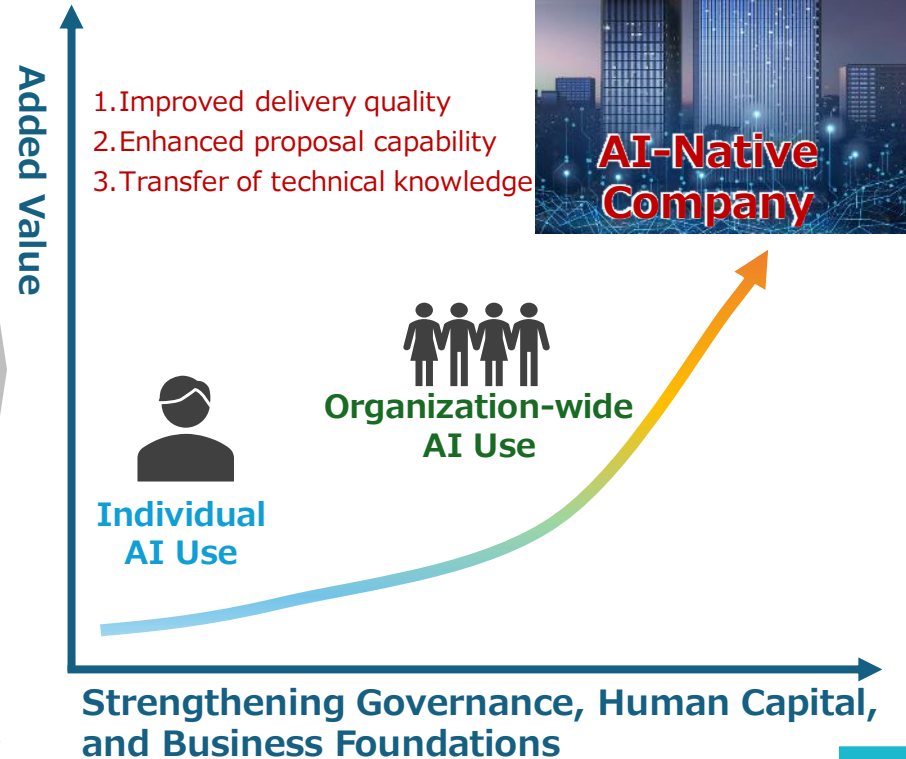 Added Value
1.Improved delivery quality
2.Enhanced proposal capability
3.Transfer of technical knowledge
AI-Native
Company
Organization-wide
AI Use
Individual
AI Use
Strengthening Governance, Human Capital,
and Business Foundations